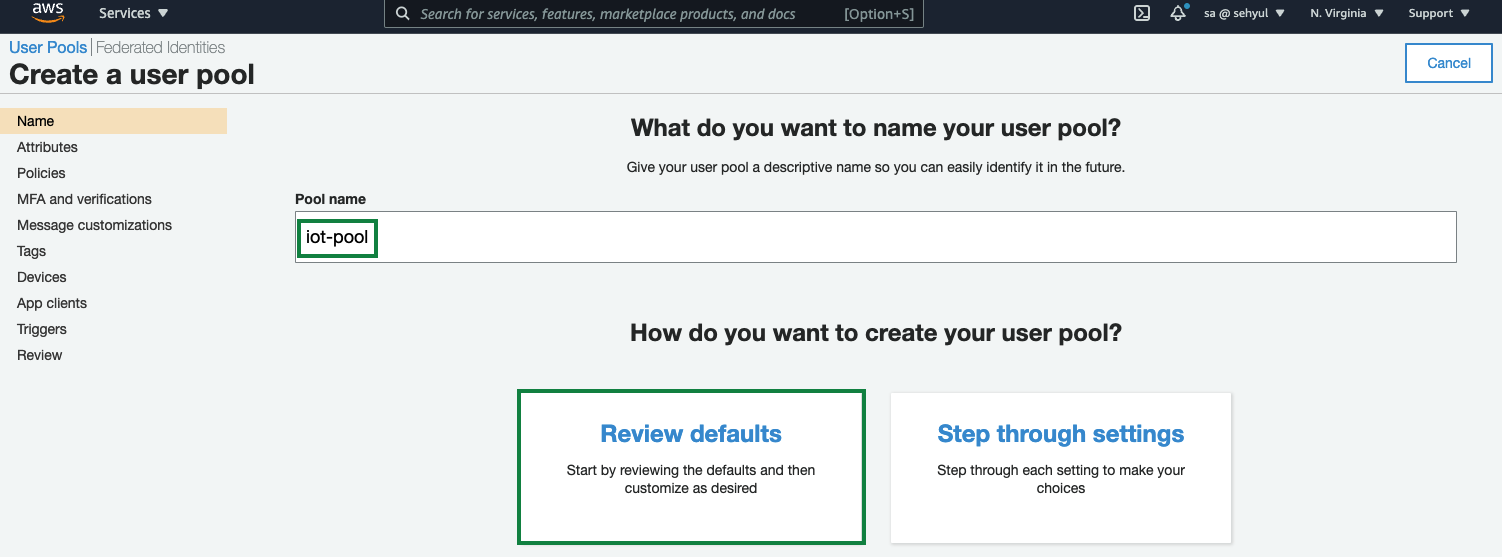 aws Services Search for services, features, marketplace products, and docs [Option+S] sa @ sehyul N. Virginia Support
User Pools Federated Identities
Create a user pool
Cancel
Name
Attributes
Policies
MFA and verifications
Message customizations
Tags
Devices
App clients
Triggers
Review
What do you want to name your user pool?
Give your user pool a descriptive name so you can easily identify it in the future.
Pool name
iot-pool
How do you want to create your user pool?
Review defaults
Start by reviewing the defaults and then
customize as desired
Step through settings
Step through each setting to make your
choices